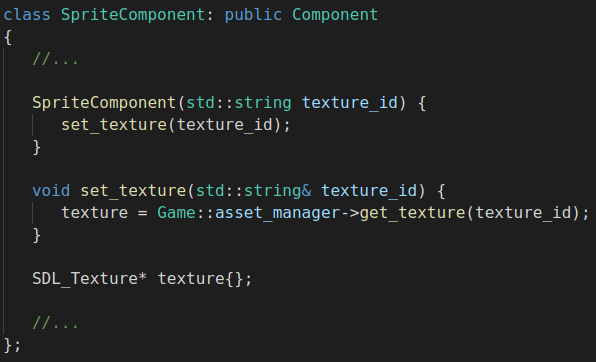 class SpriteComponent: public Component
{
//...
SpriteComponent(std::string texture_id) {
set_texture(texture_id);
}
void set_texture(std::string& texture_id) {
texture = Game::asset_manager->get_texture(texture_id);
}
SDL_Texture* texture{};
//...
};